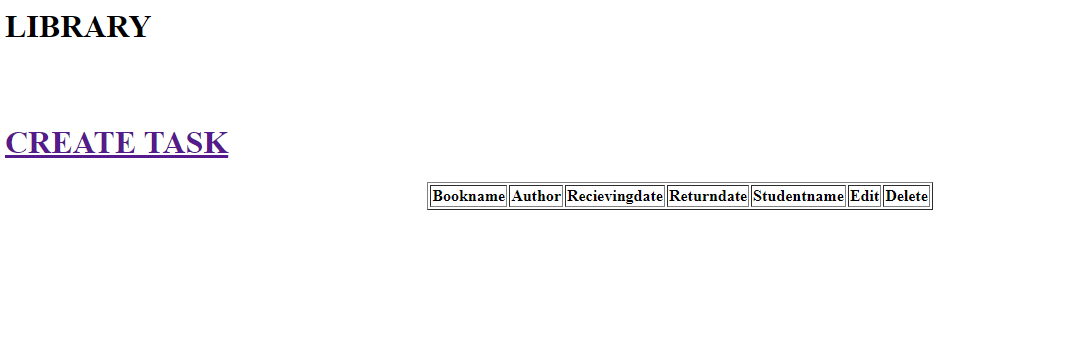 LIBRARY
CREATE TASK
Bookname Author Recievingdate Returndate Studentname Edit Delete